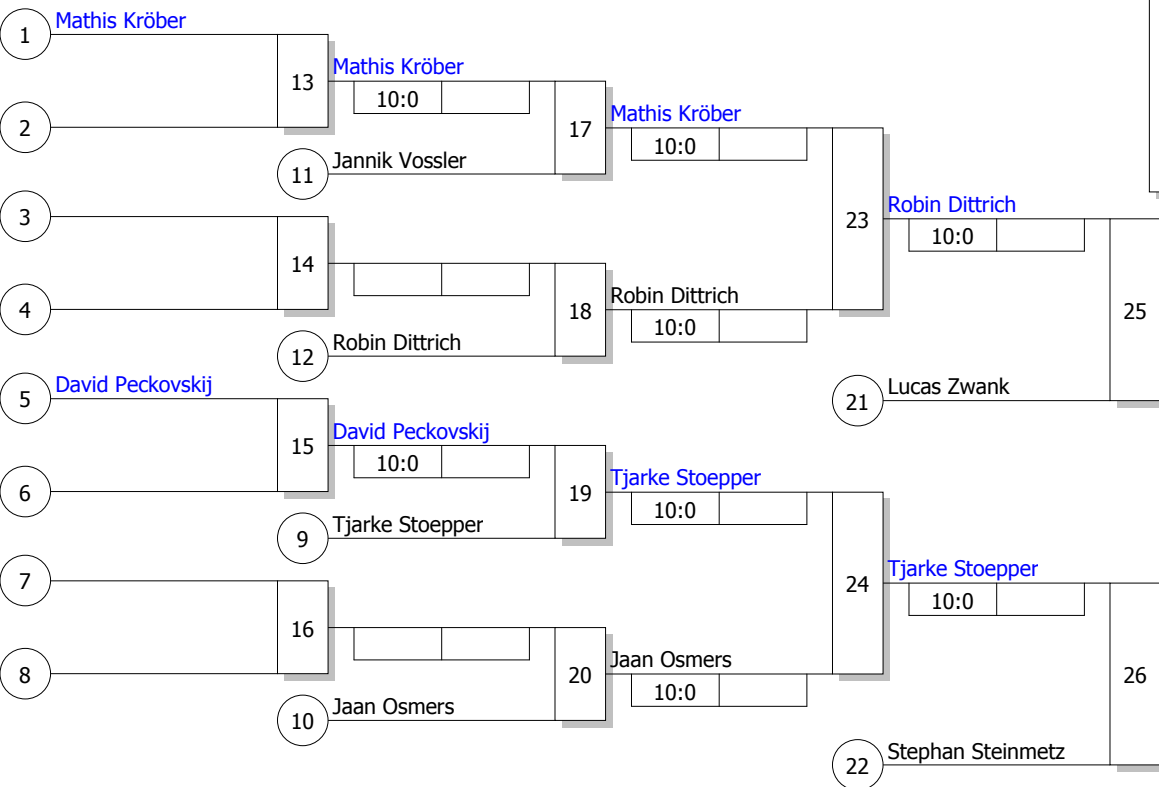 1 Mathis Kröber
2
13 Mathis Kröber
10:0
11 Jannik Vossler
17 Mathis Kröber
10:0
3
4
14
12 Robin Dittrich
18 Robin Dittrich
10:0
23 Robin Dittrich
10:0
21 Lucas Zwank
25
5 David Peckovskij
6
15 David Peckovskij
10:0
9 Tjarke Stoepper
19 Tjarke Stoepper
10:0
7
8
16
10 Jaan Osmers
20 Jaan Osmers
10:0
24 Tjarke Stoepper
10:0
22 Stephan Steinmetz
26